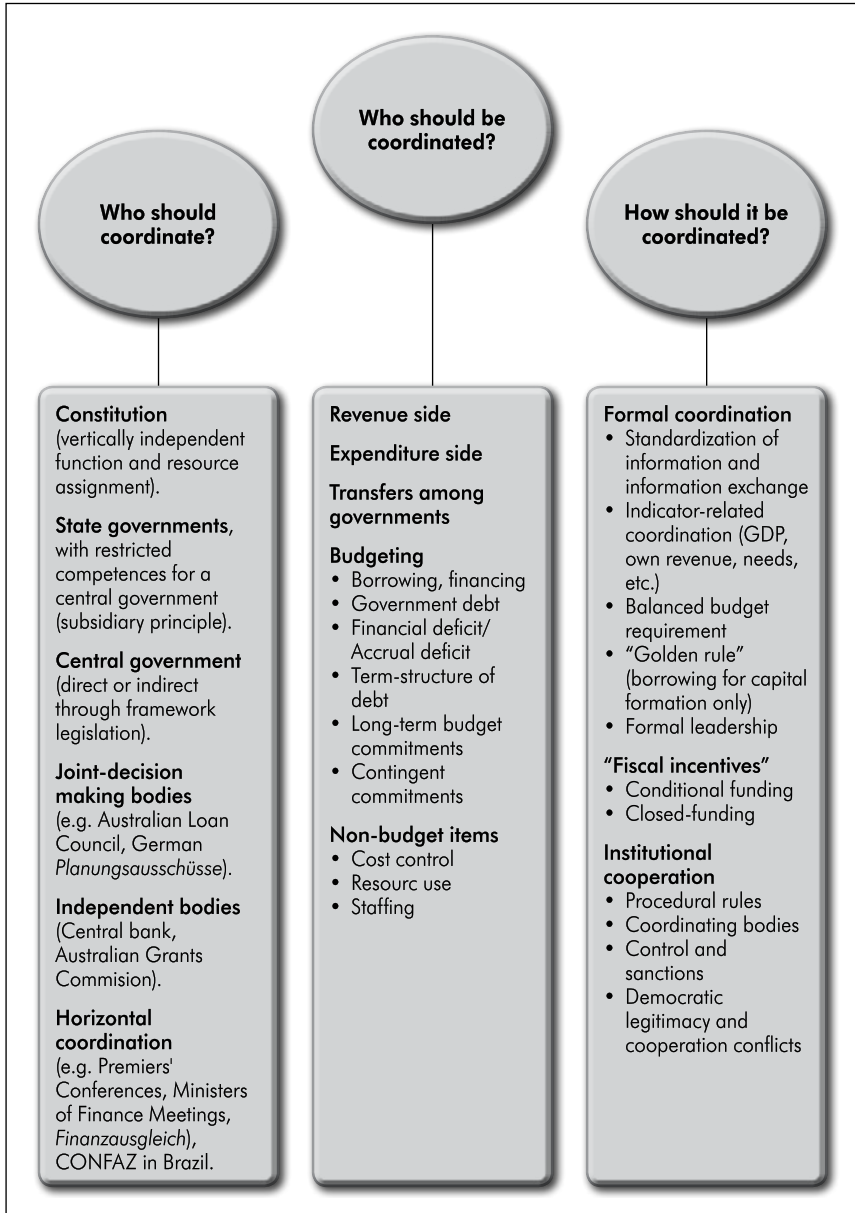 Who should
coordinate?
Constitution
(vertically independent
function and resource
assignment).
State governments,
with restricted
competences for a
central government
(subsidiary principle).
Central government
(direct or indirect
through framework
legislation).
Joint-decision
making bodies
(e.g. Australian Loan
Council, German
Planungsausschüsse).
Independent bodies
(Central bank,
Australian Grants
Commision).
Horizontal
coordination
(e.g. Premiers'
Conferences, Ministers
of Finance Meetings,
Finanzausgleich),
CONFAZ in Brazil.
Who should be
coordinated?
Revenue side
Expenditure side
Transfers among
governments
Budgeting
• Borrowing, financing
• Government debt
• Financial deficit/
Accrual deficit
• Term-structure of
debt
• Long-term budget
commitments
• Contingent
commitments
Non-budget items
• Cost control
• Resourc use
• Staffing
How should it be
coordinated?
Formal coordination
• Standardization of
information and
information exchange
• Indicator-related
coordination (GDP,
own revenue, needs,
etc.)
• Balanced budget
requirement
• “Golden rule”
(borrowing for capital
formation only)
• Formal leadership
“Fiscal incentives”
• Conditional funding
• Closed-funding
Institutional
cooperation
• Procedural rules
• Coordinating bodies
• Control and
sanctions
• Democratic
legitimacy and
cooperation conflicts